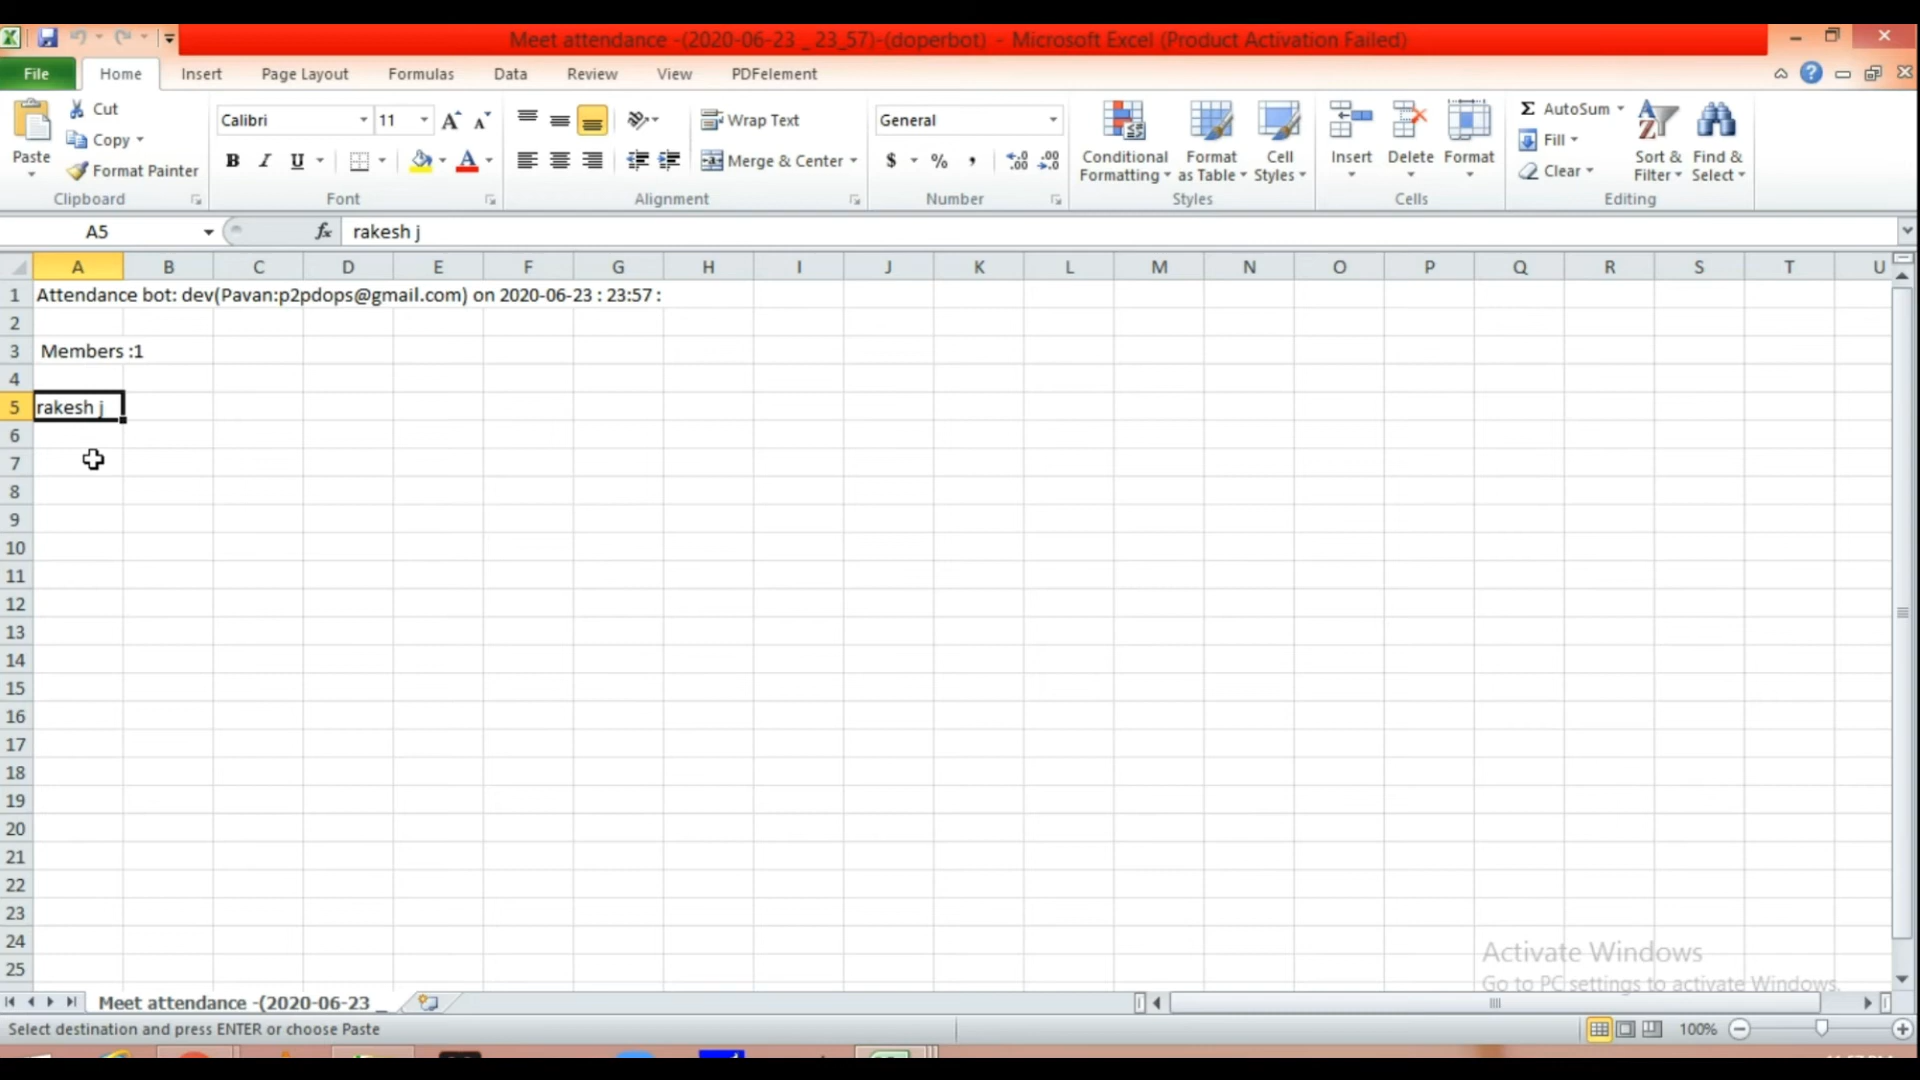 Meet attendance -(2020-06-23 _ 23_57)-(doperbot) - Microsoft Excel (Product Activation Failed)
File Home Insert Page Layout Formulas Data Review View PDFelement
Paste
Cut
Copy
Format Painter
Clipboard
Calibri 11
B I U A
Font
Wrap Text
Merge & Center
Alignment
General
$ % ,
Number
Conditional Formatting
Format as Table
Cell Styles
Styles
Insert Delete Format
Cells
Σ AutoSum
Fill
Clear
Sort & Filter
Find & Select
Editing
A5 fx rakesh j
A B C D E F G H I J K L M N O P Q R S T U
1 Attendance bot: dev(Pavan:p2pdops@gmail.com) on 2020-06-23 : 23:57 :
2
3 Members :1
4
5 rakesh j
6
7
8
9
10
11
12
13
14
15
16
17
18
19
20
21
22
23
24
25
Activate Windows
Go to PC settings to activate Windows.
Meet attendance -(2020-06-23 _
Select destination and press ENTER or choose Paste 100%